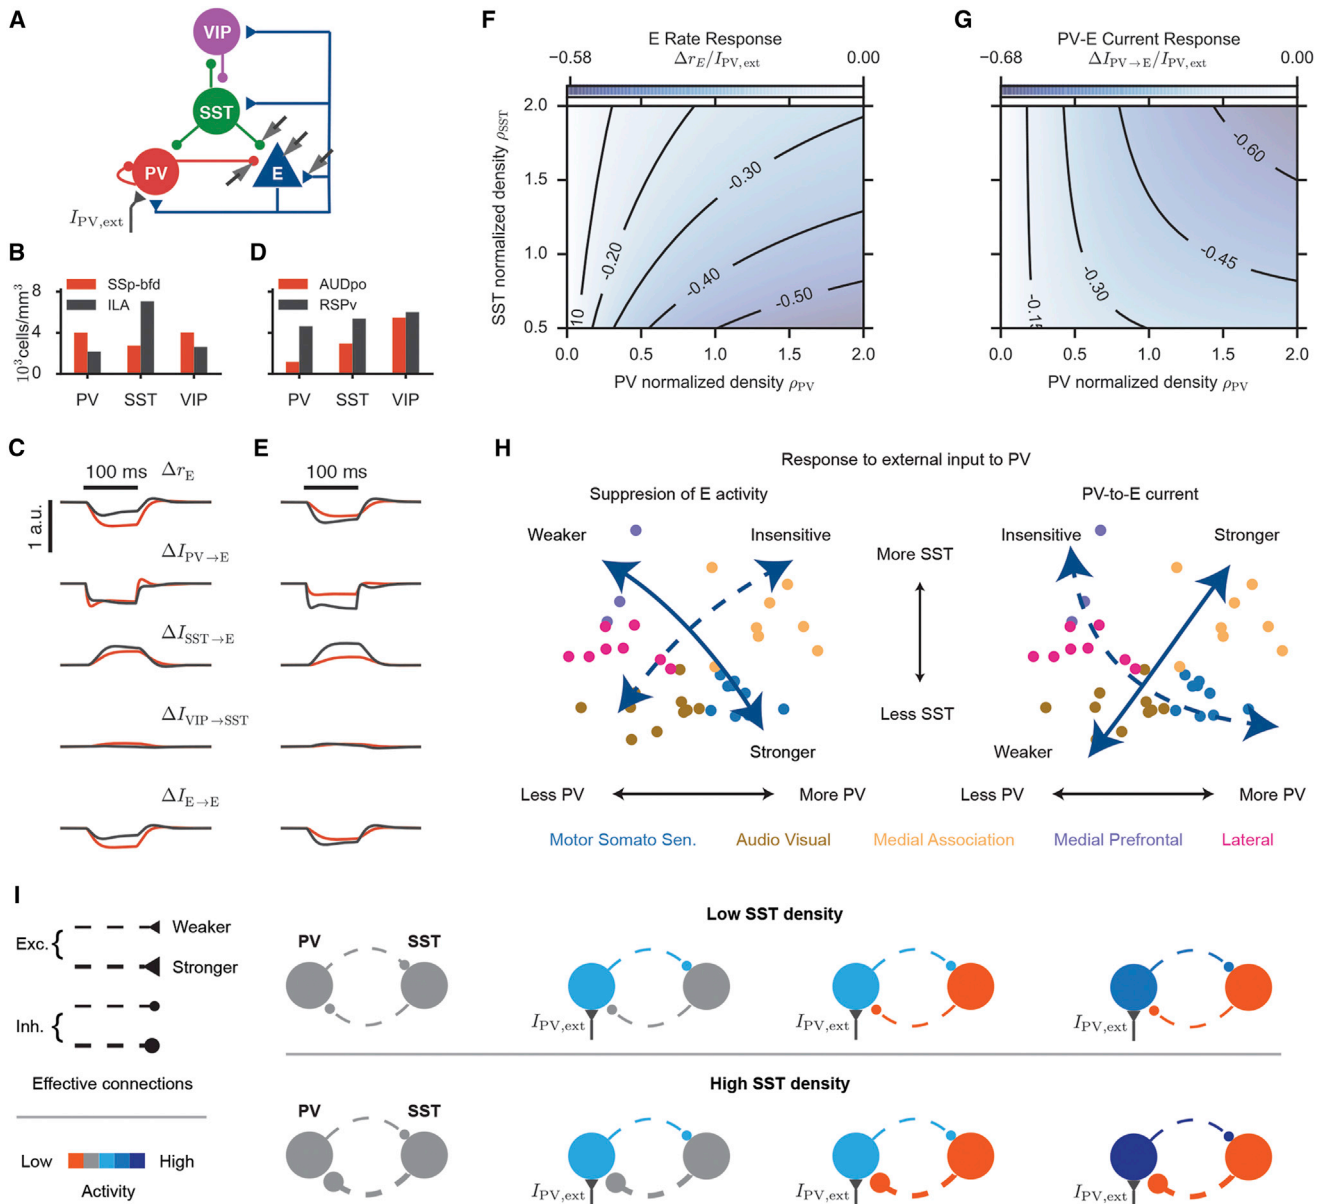 A
VIP
SST
PV
E
I_PV,ext
B
SSp-bfd
ILA
10³cells/mm³
8
4
0
PV SST VIP
D
AUDpo
RSPv
PV SST VIP
C
100 ms
Δr_E
1 a.u.
ΔI_PV→E
ΔI_SST→E
ΔI_VIP→SST
ΔI_E→E
E
100 ms
F
E Rate Response
−0.58 Δr_E/I_PV,ext 0.00
SST normalized density ρ_SST
2.0
1.5
1.0
0.5
10
-0.20
-0.30
-0.40
-0.50
0.0 0.5 1.0 1.5 2.0
PV normalized density ρ_PV
G
PV-E Current Response
−0.68 ΔI_PV→E/I_PV,ext 0.00
-0.15
-0.30
-0.45
-0.60
0.0 0.5 1.0 1.5 2.0
PV normalized density ρ_PV
H
Response to external input to PV
Suppresion of E activity
Weaker
Insensitive
Stronger
More SST
Less SST
PV-to-E current
Insensitive
Stronger
Weaker
Less PV More PV
Less PV More PV
Motor Somato Sen. Audio Visual Medial Association Medial Prefrontal Lateral
I
Exc. {
Weaker
Stronger
Inh. {
Effective connections
Low High
Activity
Low SST density
PV SST
I_PV,ext
I_PV,ext
I_PV,ext
High SST density
PV SST
I_PV,ext
I_PV,ext
I_PV,ext